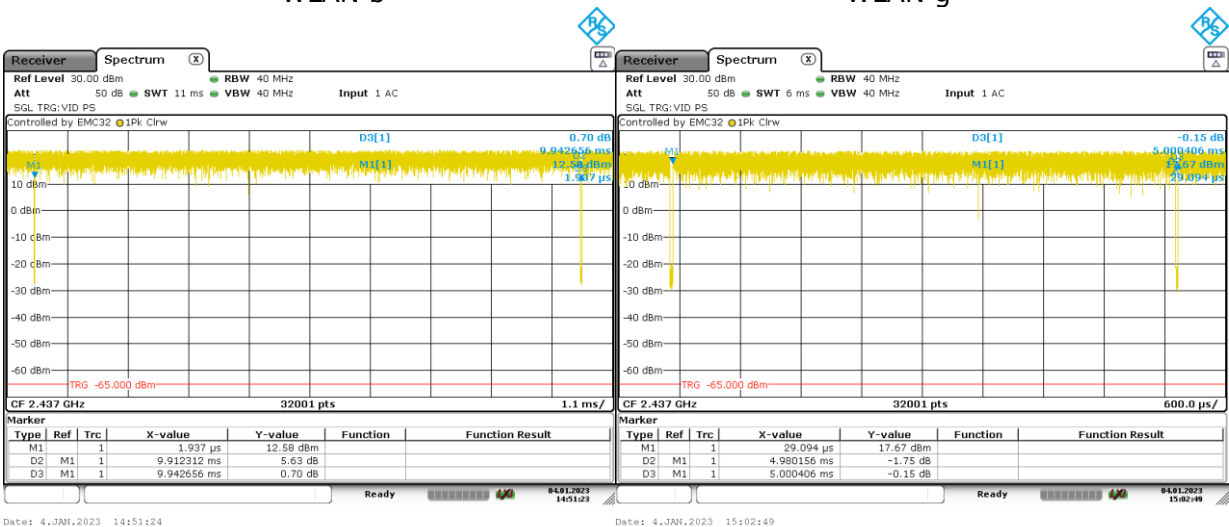 Receiver Spectrum X
Ref Level 30.00 dBm RBW 40 MHz
Att 50 dB SWT 11 ms VBW 40 MHz Input 1 AC
SGL TRG:VID PS
Controlled by EMC32 1Pk Clrw
D3[1] 0.70 dB
9.942656 ms
M1 M1[1] 12.58 dBm
1.937 µs
10 dBm
0 dBm
-10 dBm
-20 dBm
-30 dBm
-40 dBm
-50 dBm
-60 dBm
TRG -65.000 dBm
CF 2.437 GHz 32001 pts 1.1 ms/
Marker
Type Ref Trc X-value Y-value Function Function Result
M1 1 1.937 µs 12.58 dBm
D2 M1 1 9.912312 ms 5.63 dB
D3 M1 1 9.942656 ms 0.70 dB
Ready 04.01.2023
14:51:23
Date: 4.JAN.2023 14:51:24
Receiver Spectrum X
Ref Level 30.00 dBm RBW 40 MHz
Att 50 dB SWT 6 ms VBW 40 MHz Input 1 AC
SGL TRG:VID PS
Controlled by EMC32 1Pk Clrw
D3[1] -0.15 dB
M1 5.000406 ms
M1[1] 17.67 dBm
29.094 µs
10 dBm
0 dBm
-10 dBm
-20 dBm
-30 dBm
-40 dBm
-50 dBm
-60 dBm
TRG -65.000 dBm
CF 2.437 GHz 32001 pts 600.0 µs/
Marker
Type Ref Trc X-value Y-value Function Function Result
M1 1 29.094 µs 17.67 dBm
D2 M1 1 4.980156 ms -1.75 dB
D3 M1 1 5.000406 ms -0.15 dB
Ready 04.01.2023
15:02:49
Date: 4.JAN.2023 15:02:49